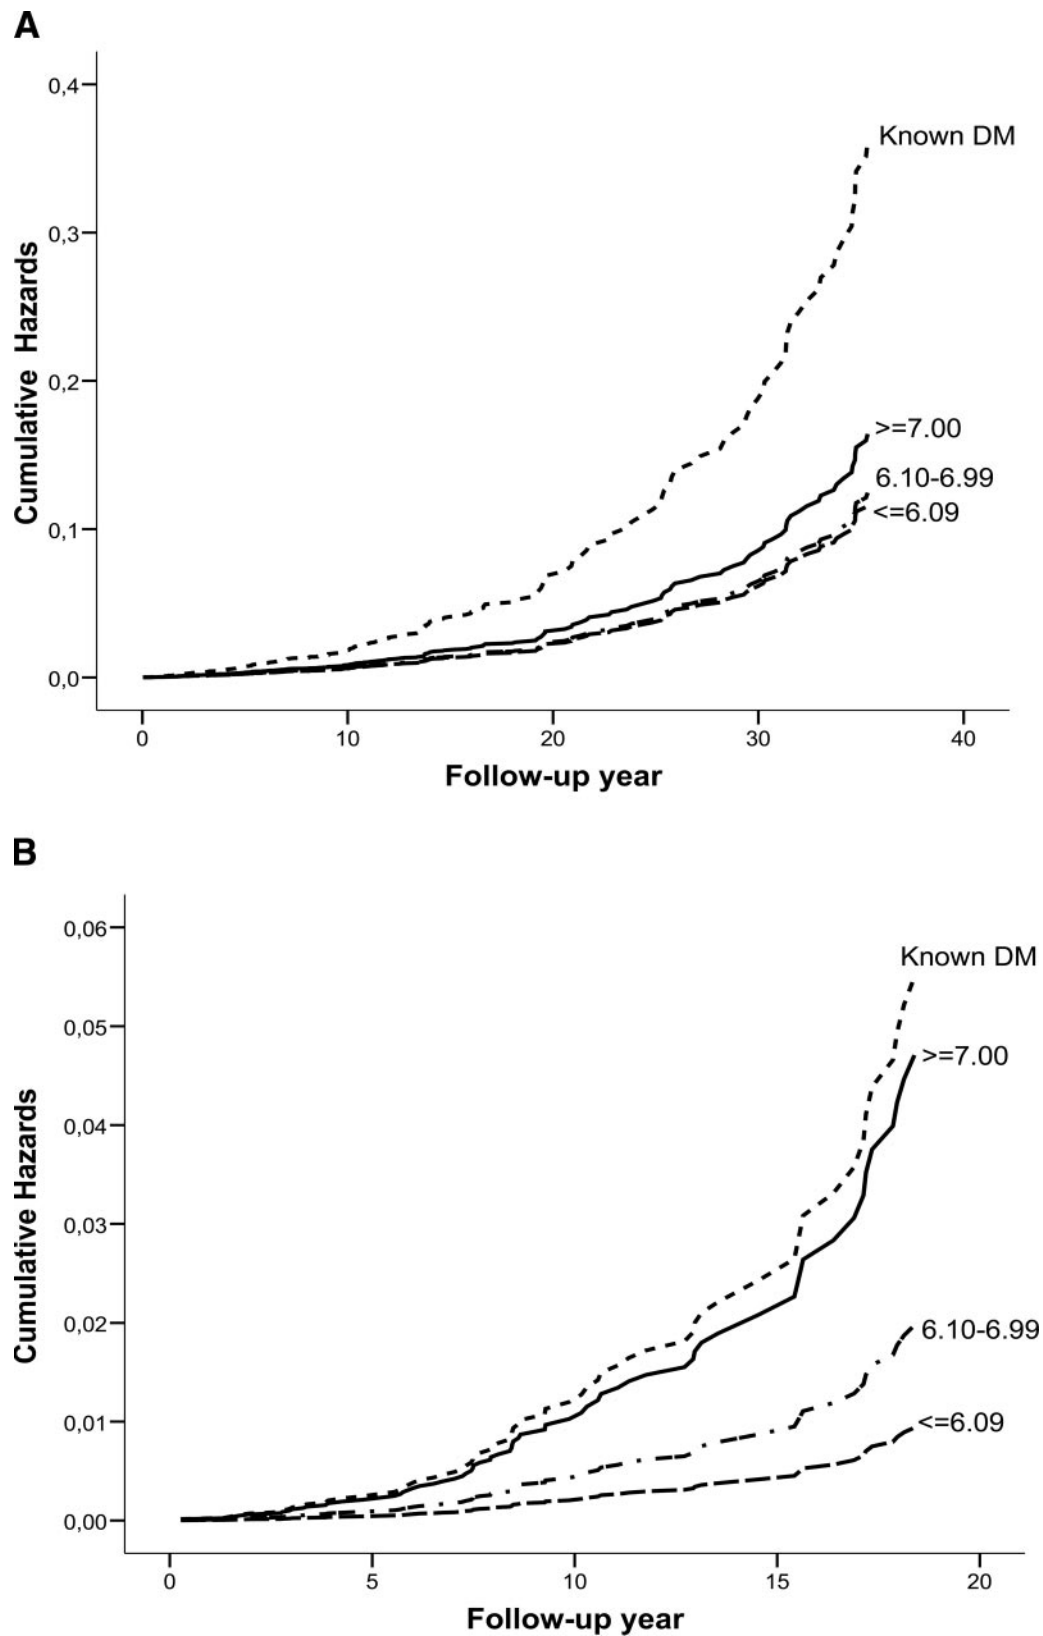 A
0,4
Known DM
0,3
Cumulative Hazards
0,2
>=7.00
6.10-6.99
<=6.09
0,1
0,0
0 10 20 30 40
Follow-up year
B
0,06
Known DM
0,05
>=7.00
0,04
Cumulative Hazards
0,03
0,02
6.10-6.99
0,01
<=6.09
0,00
0 5 10 15 20
Follow-up year